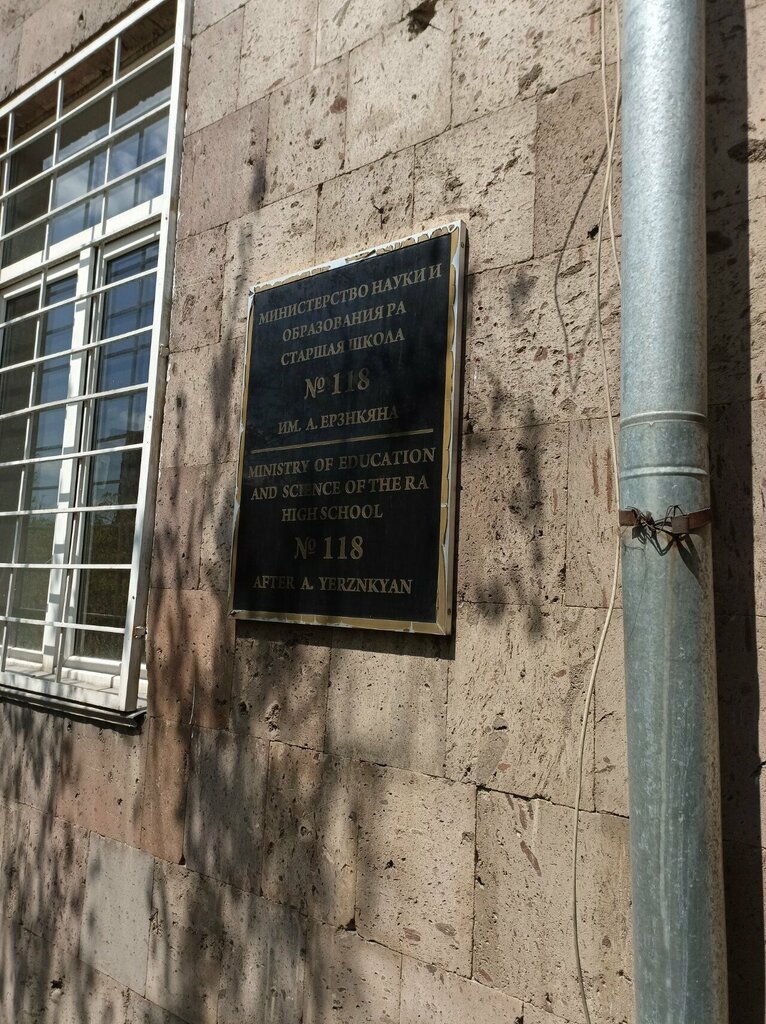 МИНИСТЕРСТВО НАУКИ И
ОБРАЗОВАНИЯ РА
СТАРШАЯ ШКОЛА
№ 118
ИМ. А. ЕРЗНКЯНА
MINISTRY OF EDUCATION
AND SCIENCE OF THE RA
HIGH SCHOOL
№ 118
AFTER A. YERZNKYAN